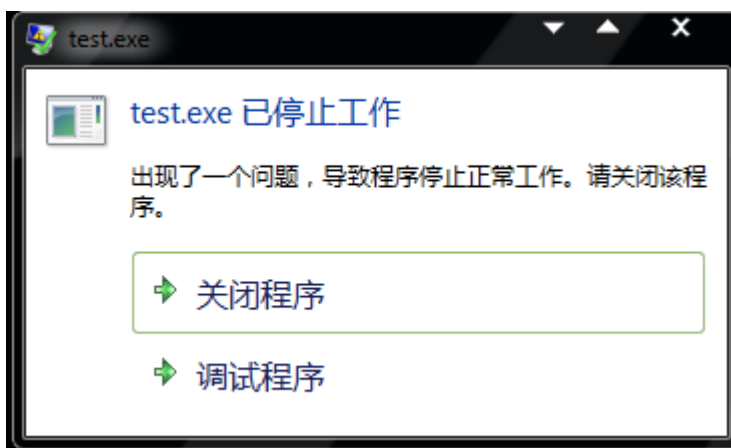 test.exe
test.exe 已停止工作
出现了一个问题，导致程序停止正常工作。请关闭该程
序。
关闭程序
调试程序